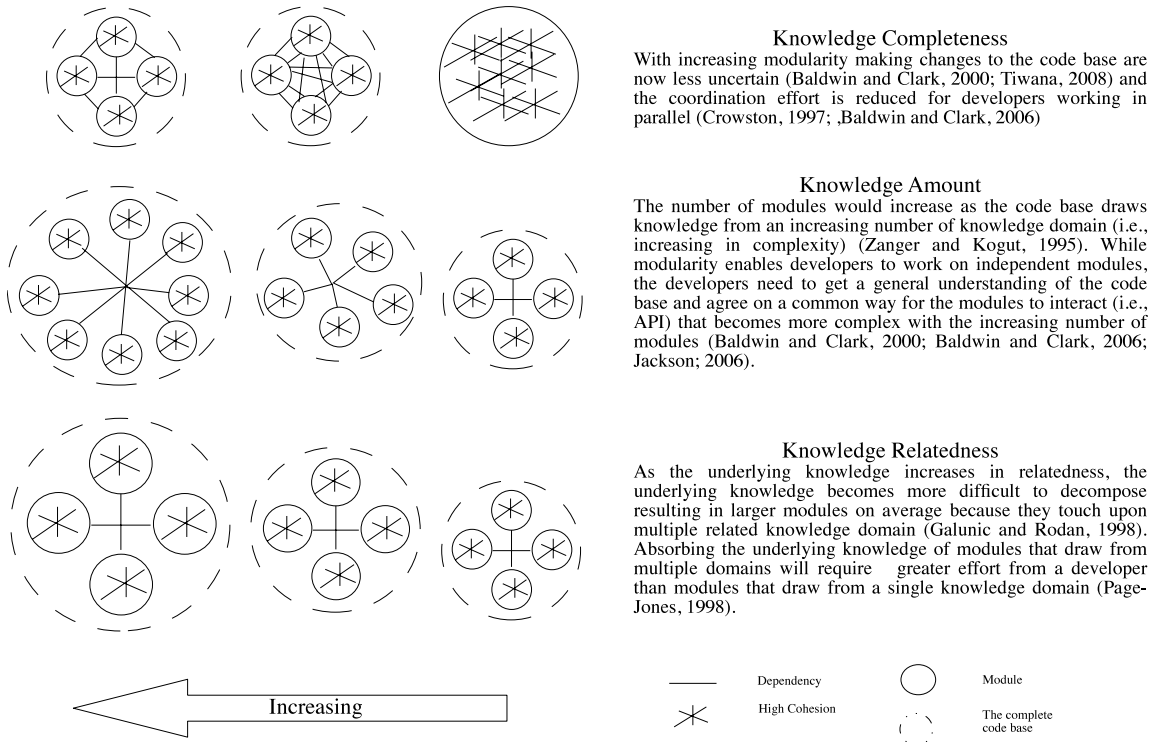 Knowledge Completeness
With increasing modularity making changes to the code base are
now less uncertain (Baldwin and Clark, 2000; Tiwana, 2008) and
the coordination effort is reduced for developers working in
parallel (Crowston, 1997; ,Baldwin and Clark, 2006)
Knowledge Amount
The number of modules would increase as the code base draws
knowledge from an increasing number of knowledge domain (i.e.,
increasing in complexity) (Zanger and Kogut, 1995). While
modularity enables developers to work on independent modules,
the developers need to get a general understanding of the code
base and agree on a common way for the modules to interact (i.e.,
API) that becomes more complex with the increasing number of
modules (Baldwin and Clark, 2000; Baldwin and Clark, 2006;
Jackson; 2006).
Knowledge Relatedness
As the underlying knowledge increases in relatedness, the
underlying knowledge becomes more difficult to decompose
resulting in larger modules on average because they touch upon
multiple related knowledge domain (Galunic and Rodan, 1998).
Absorbing the underlying knowledge of modules that draw from
multiple domains will require greater effort from a developer
than modules that draw from a single knowledge domain (Page-
Jones, 1998).
Increasing
Dependency
Module
High Cohesion
The complete
code base